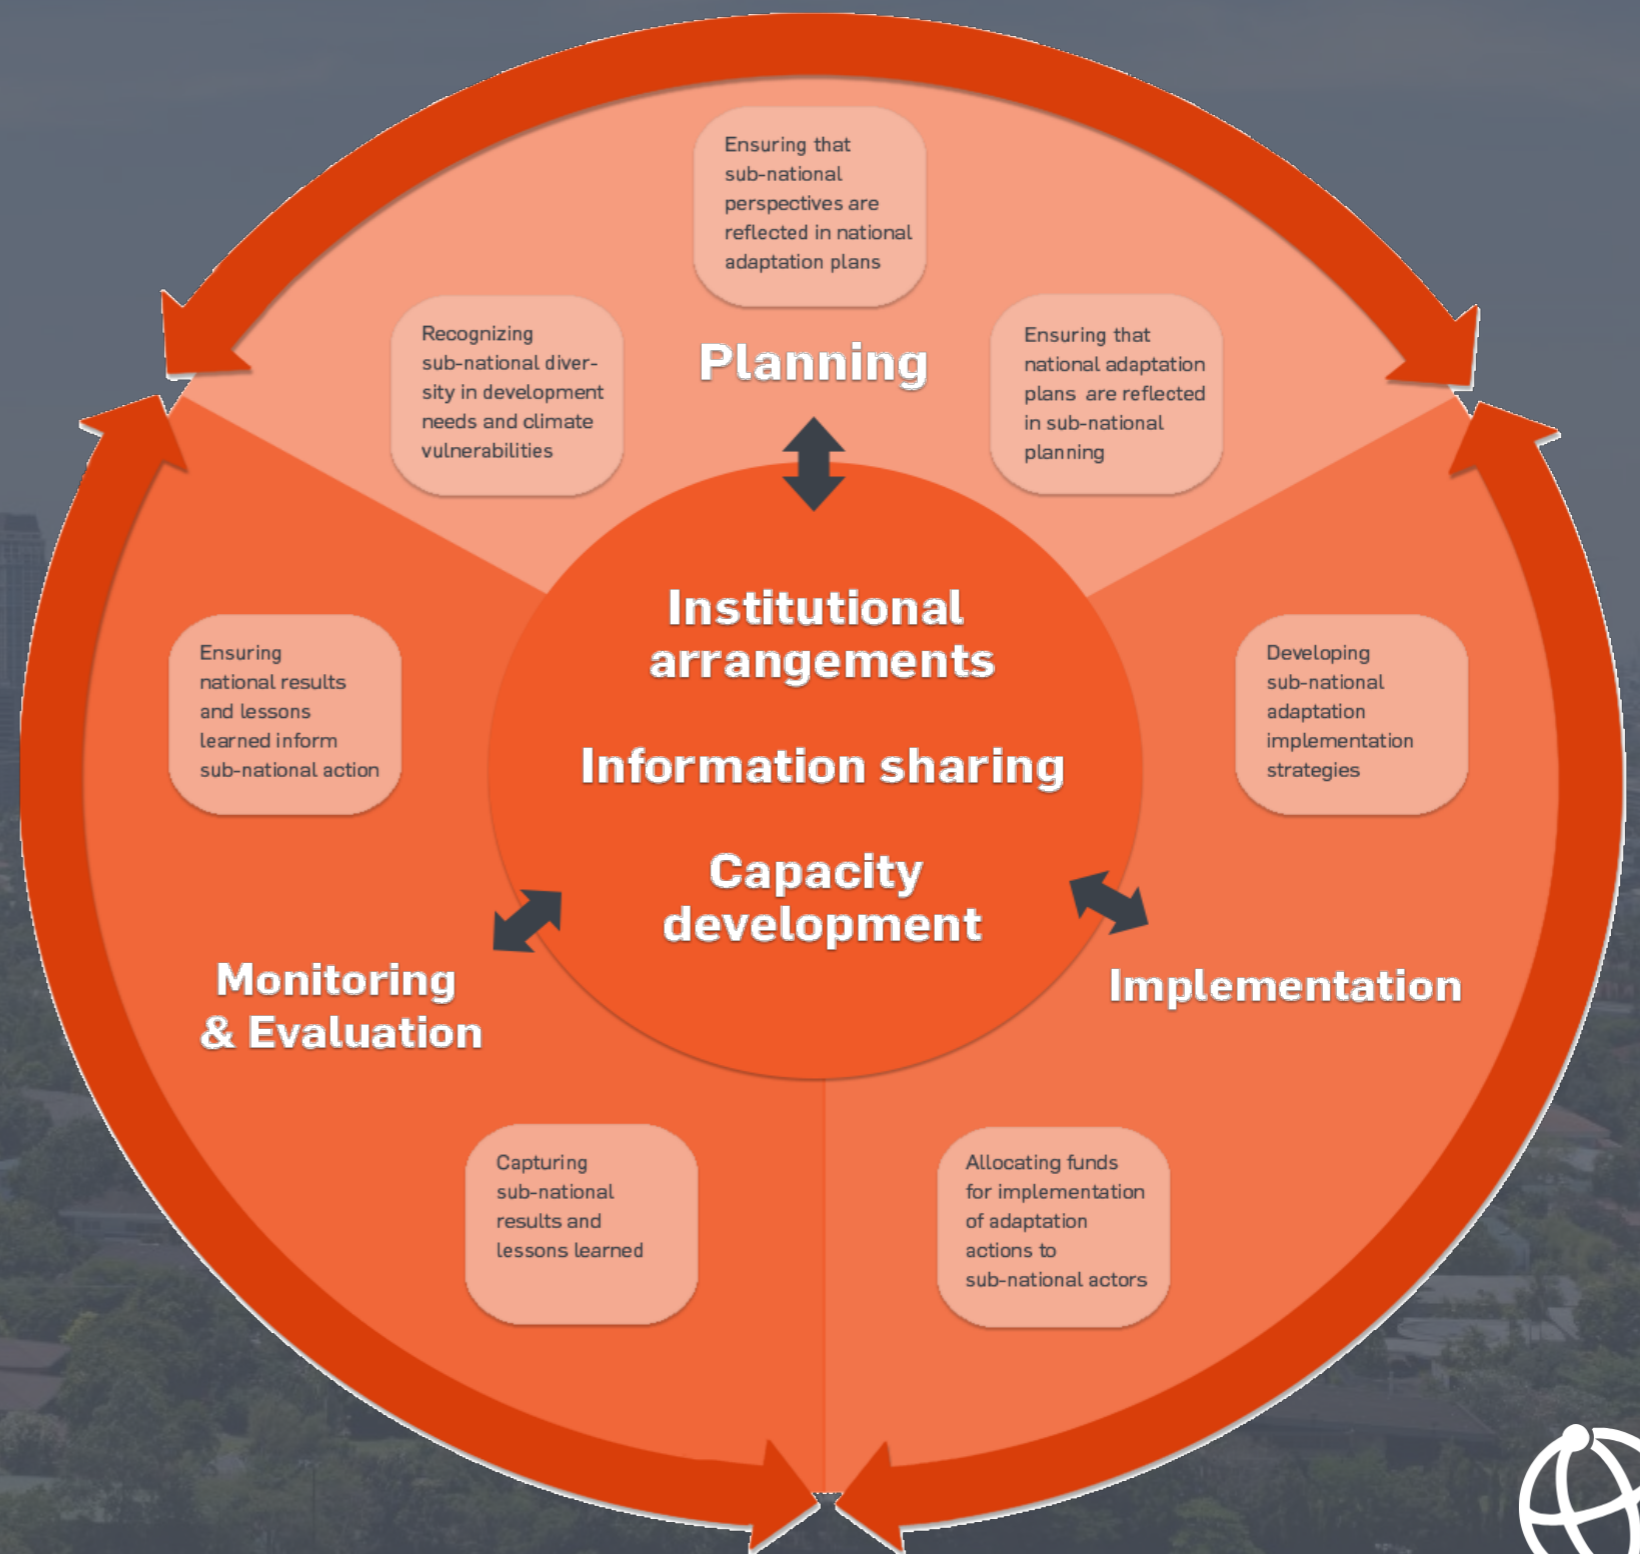 Ensuring that
sub-national
perspectives are
reflected in national
adaptation plans
Recognizing
sub-national diver-
sity in development
needs and climate
vulnerabilities
Planning
Ensuring that
national adaptation
plans are reflected
in sub-national
planning
Institutional
arrangements
Information sharing
Capacity
development
Ensuring
national results
and lessons
learned inform
sub-national action
Developing
sub-national
adaptation
implementation
strategies
Monitoring
& Evaluation
Implementation
Capturing
sub-national
results and
lessons learned
Allocating funds
for implementation
of adaptation
actions to
sub-national actors